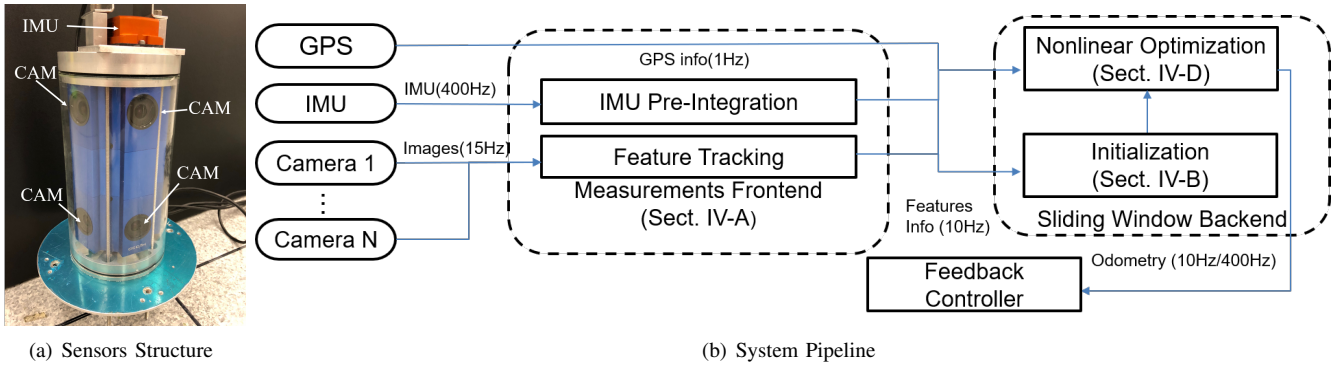 IMU
CAM
CAM
CAM
CAM
(a) Sensors Structure
GPS
IMU
Camera 1
Camera N
GPS info(1Hz)
IMU(400Hz)
Images(15Hz)
IMU Pre-Integration
Feature Tracking
Measurements Frontend
(Sect. IV-A)
Features
Info (10Hz)
Nonlinear Optimization
(Sect. IV-D)
Initialization
(Sect. IV-B)
Sliding Window Backend
Odometry (10Hz/400Hz)
Feedback
Controller
(b) System Pipeline